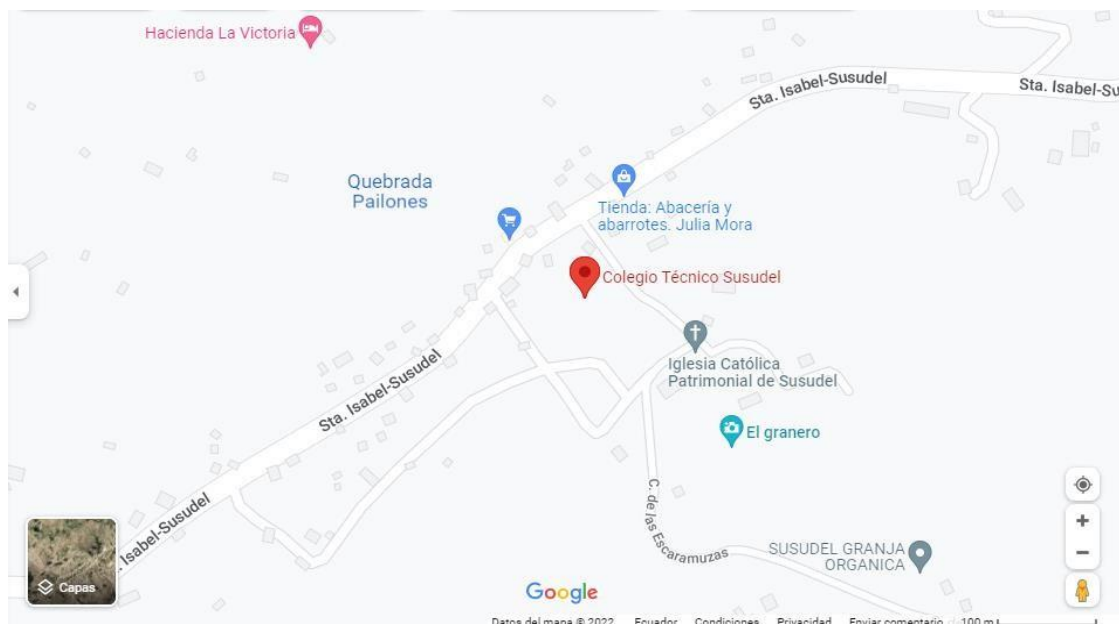 Hacienda La Victoria
Sta. Isabel-Susudel
Sta. Isabel-Su
Quebrada
Pailones
Tienda: Abacería y
abarrotes. Julia Mora
Colegio Técnico Susudel
Iglesia Católica
Patrimonial de Susudel
Sta. Isabel-Susudel
El granero
. Isabel-Susudel
C. de las Escaramuzas
SUSUDEL GRANJA
ORGANICA
Capas
Google
Datos del mapa © 2022 Ecuador Condiciones Privacidad Enviar comentario 100 m